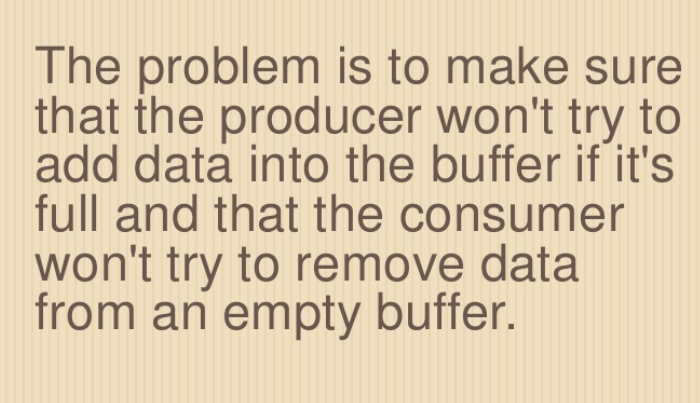 The problem is to make sure
that the producer won't try to
add data into the buffer if it's
full and that the consumer
won't try to remove data
from an empty buffer.